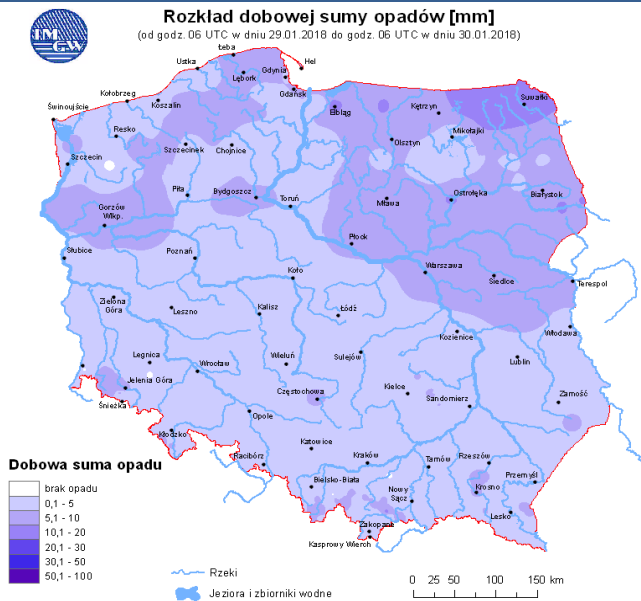 IM
GW
Rozkład dobowej sumy opadów [mm]
(od godz. 06 UTC w dniu 29.01.2018 do godz. 06 UTC w dniu 30.01.2018)
Łeba
Ustka
Hel
Gdynia
Lębork
Gdańsk
Kołobrzeg
Koszalin
Świnoujście
Elbląg
Kętrzyn
Suwałki
Resko
Mikołajki
Olsztyn
Szczecinek
Chojnice
Szczecin
Piła
Bydgoszcz
Toruń
Mława
Ostrołęka
Białystok
Gorzów
Wlkp.
Płock
Słubice
Poznań
Warszawa
Koło
Siedlce
Terespol
Zielona
Góra
Leszno
Kalisz
Łódź
Kozienice
Włodawa
Legnica
Wrocław
Wieluń
Sulejów
Lublin
Jelenia Góra
Kielce
Częstochowa
Sandomierz
Zamość
Śnieżka
Opole
Kłodzko
Katowice
Racibórz
Kraków
Tarnów
Rzeszów
Przemyśl
Bielsko-Biała
Nowy
Sącz
Krosno
Lesko
Zakopane
Kasprowy Wierch
Dobowa suma opadu
brak opadu
0,1 - 5
5,1 - 10
10,1 - 20
20,1 - 30
30,1 - 50
50,1 - 100
Rzeki
Jeziora i zbiorniki wodne
0 25 50 100 150 km